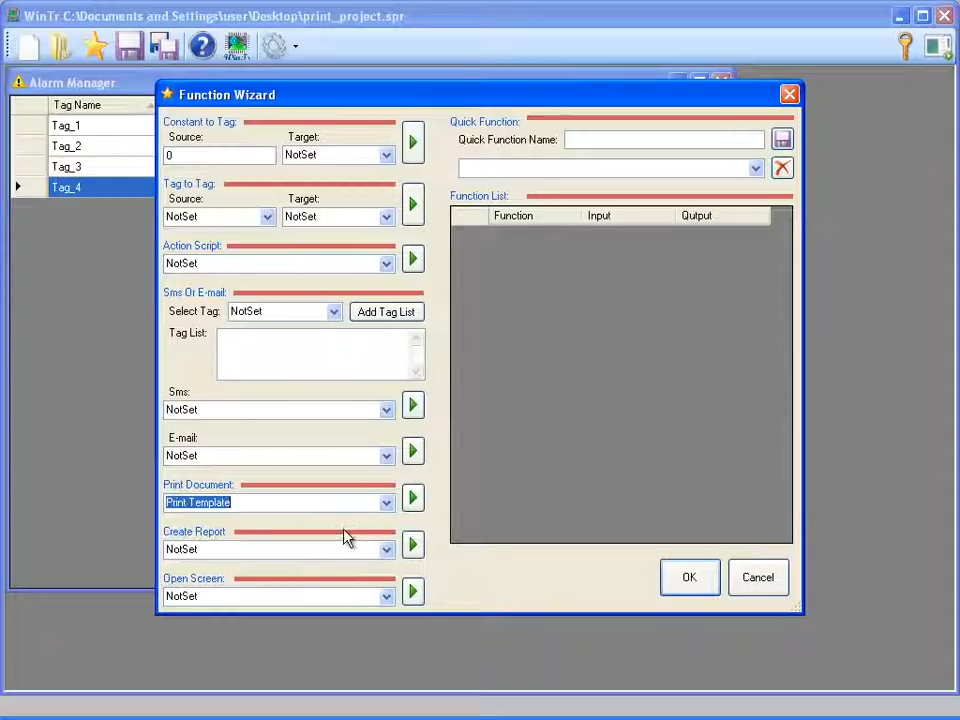 WinTr C:\Documents and Settings\user\Desktop\print_project.spr
Alarm Manager
Tag Name
Tag_1
Tag_2
Tag_3
Tag_4
Function Wizard
Constant to Tag:
Source:
Target:
0
NotSet
Tag to Tag:
Source:
Target:
NotSet
NotSet
Action Script:
NotSet
Sms Or E-mail:
Select Tag:
NotSet
Add Tag List
Tag List:
Sms:
NotSet
E-mail:
NotSet
Print Document:
Print Template
Create Report
NotSet
Open Screen:
NotSet
Quick Function:
Quick Function Name:
Function List:
Function
Input
Qutput
OK
Cancel